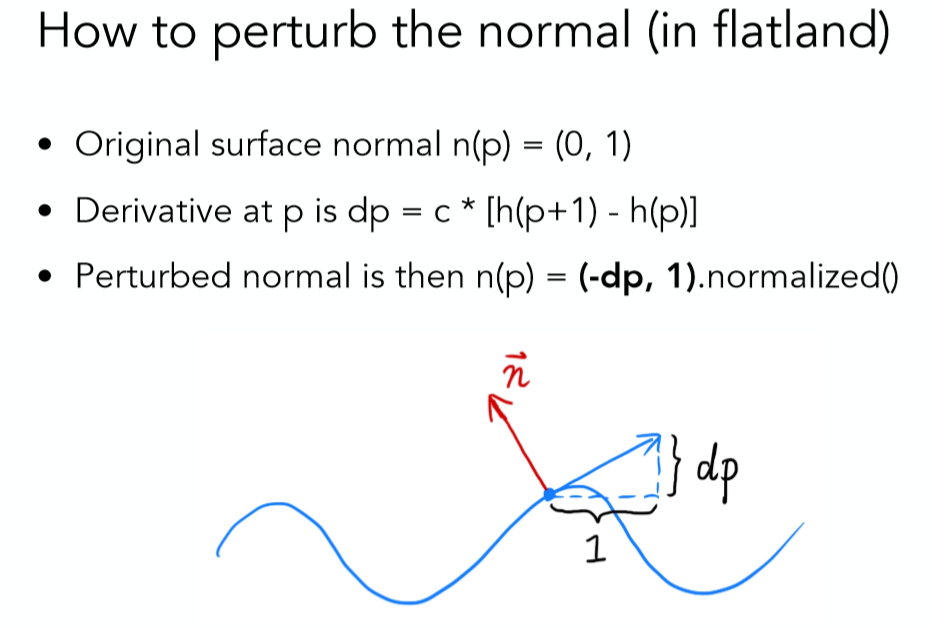 How to perturb the normal (in flatland)
• Original surface normal n(p) = (0, 1)
• Derivative at p is dp = c * [h(p+1) - h(p)]
• Perturbed normal is then n(p) = (-dp, 1).normalized()
n⃗
} dp
1